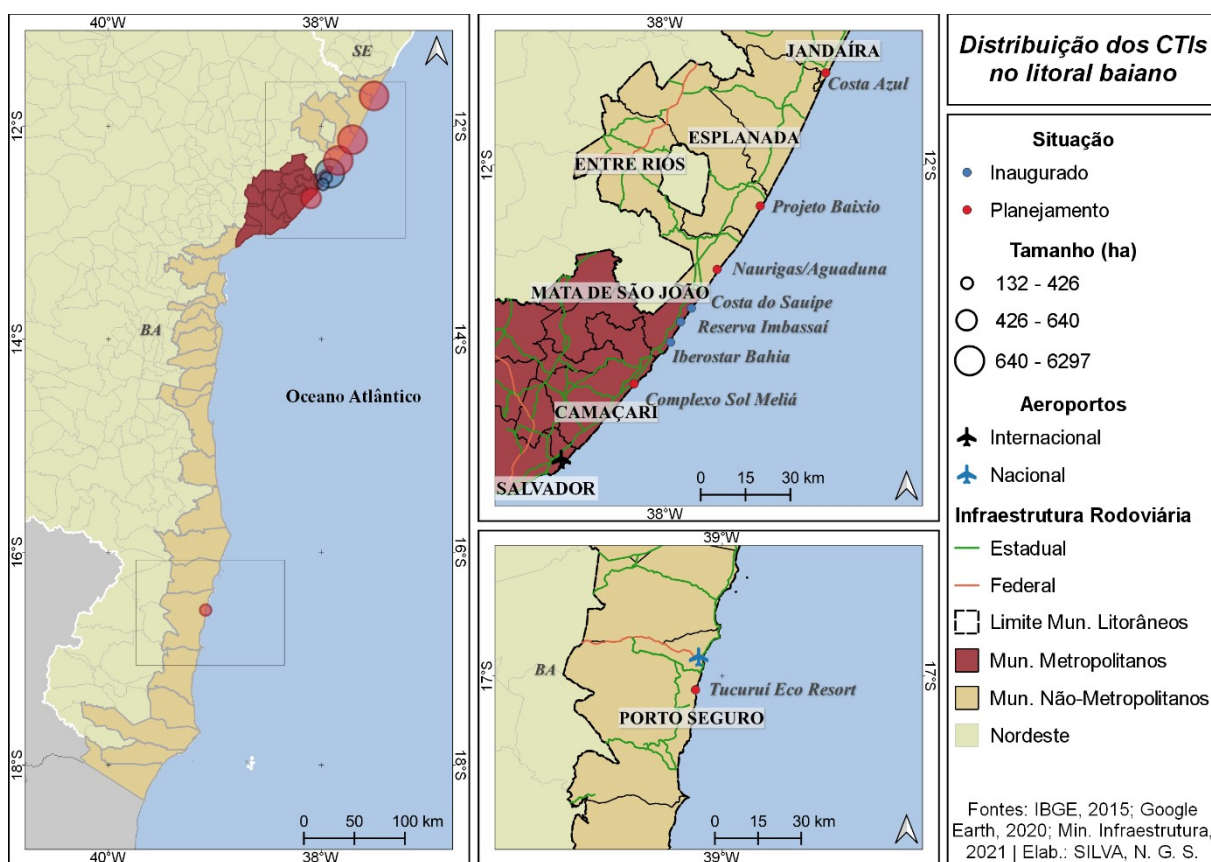 40°W
38°W
SE
12°S
12°S
BA
14°S
14°S
Oceano Atlântico
16°S
16°S
18°S
18°S
0 50 100 km
40°W
38°W
38°W
JANDAÍRA
Costa Azul
ESPLANADA
12°S
12°S
ENTRE RIOS
Projeto Baixio
Naurigas/Aguaduna
MATA DE SÃO JOÃO
Costa do Sauipe
Reserva Imbassaí
Iberostar Bahia
Complexo Sol Meliá
CAMAÇARI
SALVADOR
0 15 30 km
38°W
39°W
BA
17°S
17°S
Tucuruí Eco Resort
PORTO SEGURO
0 15 30 km
39°W
Distribuição dos CTIs
no litoral baiano
Situação
Inaugurado
Planejamento
Tamanho (ha)
132 - 426
426 - 640
640 - 6297
Aeroportos
Internacional
Nacional
Infraestrutura Rodoviária
Estadual
Federal
Limite Mun. Litorâneos
Mun. Metropolitanos
Mun. Não-Metropolitanos
Nordeste
Fontes: IBGE, 2015; Google
Earth, 2020; Min. Infraestrutura,
2021 | Elab.: SILVA, N. G. S.